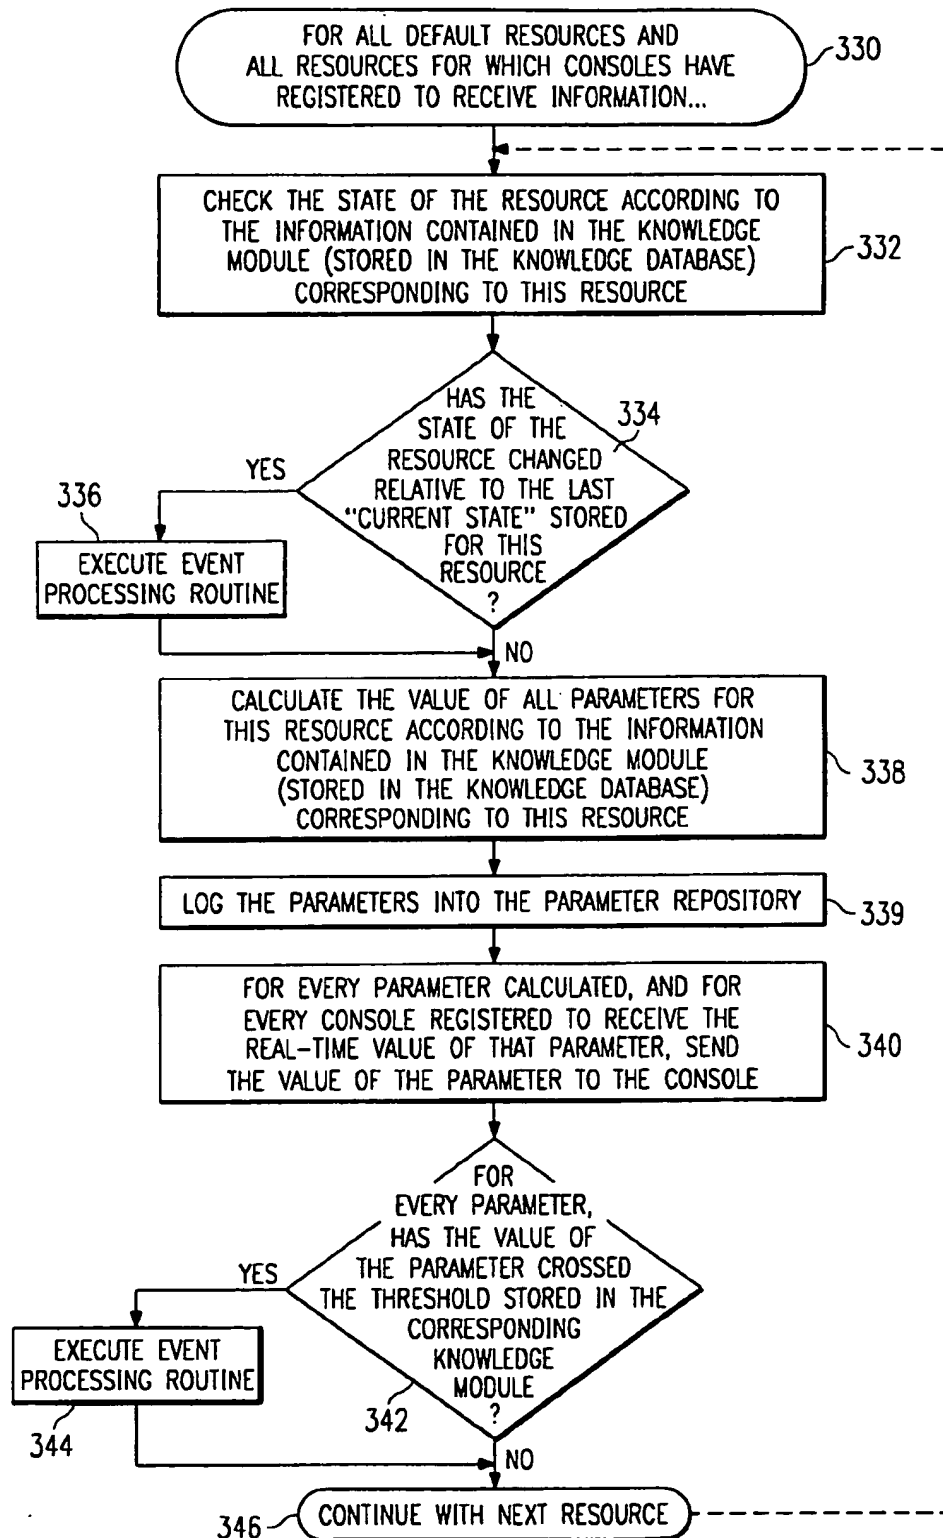 FOR ALL DEFAULT RESOURCES AND
ALL RESOURCES FOR WHICH CONSOLES HAVE
REGISTERED TO RECEIVE INFORMATION...
330
CHECK THE STATE OF THE RESOURCE ACCORDING TO
THE INFORMATION CONTAINED IN THE KNOWLEDGE
MODULE (STORED IN THE KNOWLEDGE DATABASE)
CORRESPONDING TO THIS RESOURCE
332
HAS THE
STATE OF THE
RESOURCE CHANGED
RELATIVE TO THE LAST
"CURRENT STATE" STORED
FOR THIS
RESOURCE
?
334
YES
336
EXECUTE EVENT
PROCESSING ROUTINE
NO
CALCULATE THE VALUE OF ALL PARAMETERS FOR
THIS RESOURCE ACCORDING TO THE INFORMATION
CONTAINED IN THE KNOWLEDGE MODULE
(STORED IN THE KNOWLEDGE DATABASE)
CORRESPONDING TO THIS RESOURCE
338
LOG THE PARAMETERS INTO THE PARAMETER REPOSITORY
339
FOR EVERY PARAMETER CALCULATED, AND FOR
EVERY CONSOLE REGISTERED TO RECEIVE THE
REAL-TIME VALUE OF THAT PARAMETER, SEND
THE VALUE OF THE PARAMETER TO THE CONSOLE
340
FOR
EVERY PARAMETER,
HAS THE VALUE OF
THE PARAMETER CROSSED
THE THRESHOLD STORED IN THE
CORRESPONDING
KNOWLEDGE
MODULE
?
342
YES
EXECUTE EVENT
PROCESSING ROUTINE
344
NO
CONTINUE WITH NEXT RESOURCE
346